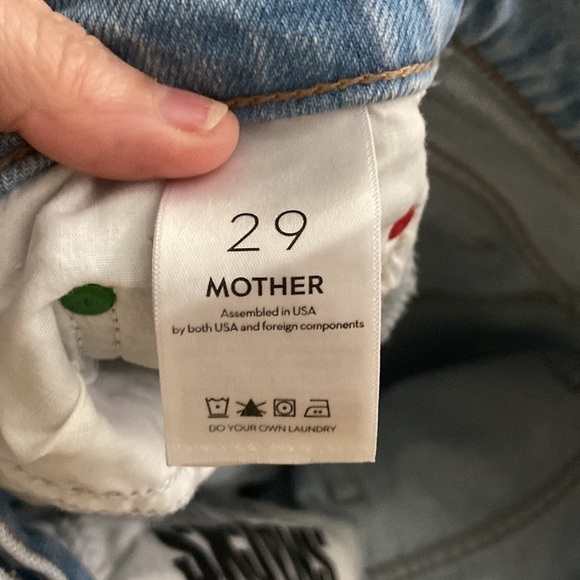 29
MOTHER
Assembled in USA
by both USA and foreign components
DO YOUR OWN LAUNDRY